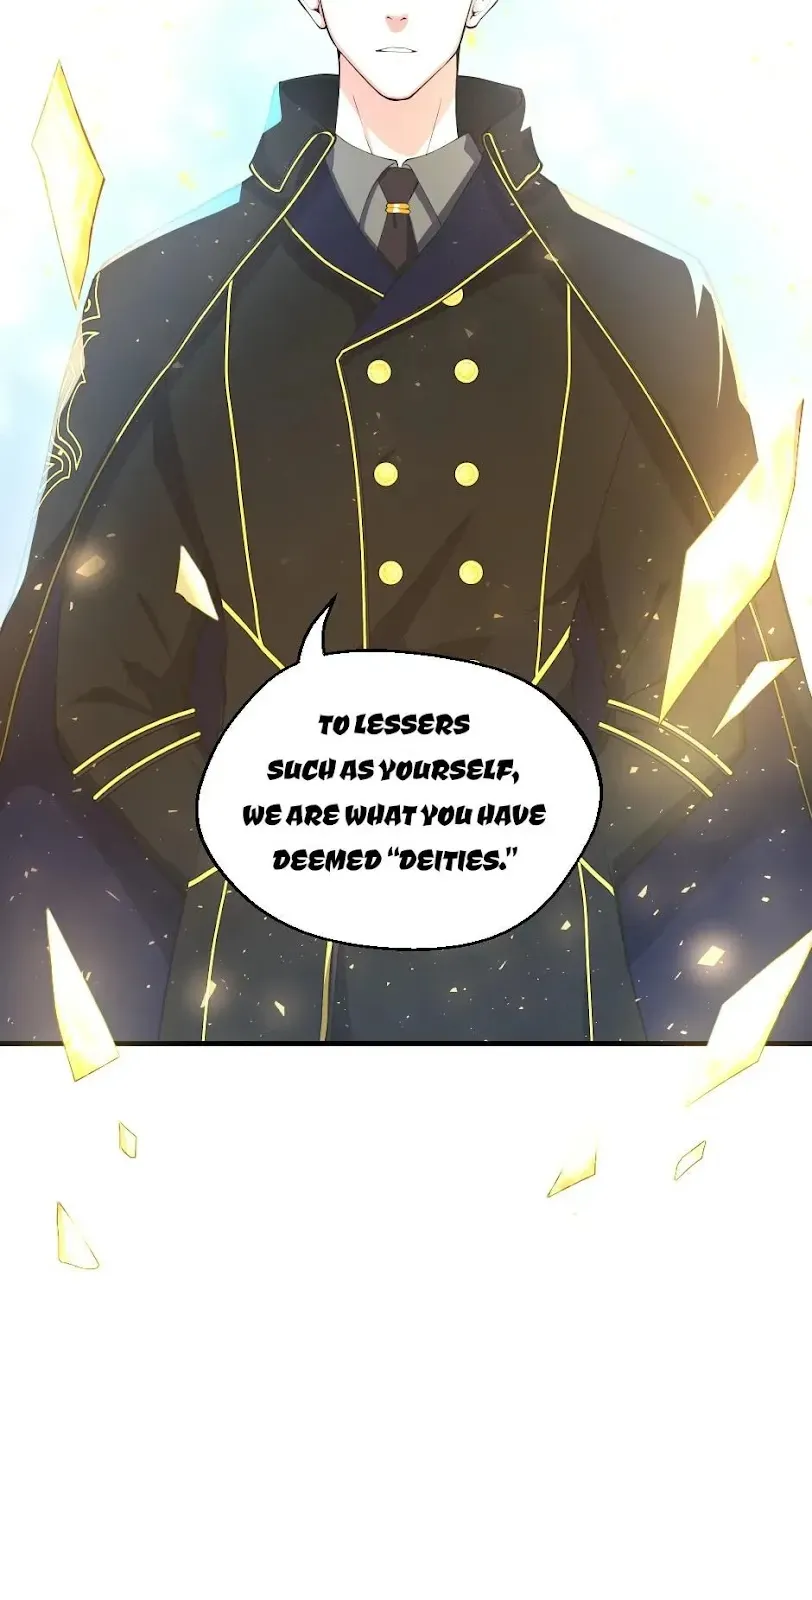 TO LESSERS
SUCH AS YOURSELF,
WE ARE WHAT YOU HAVE
DEEMED “DEITIES.”